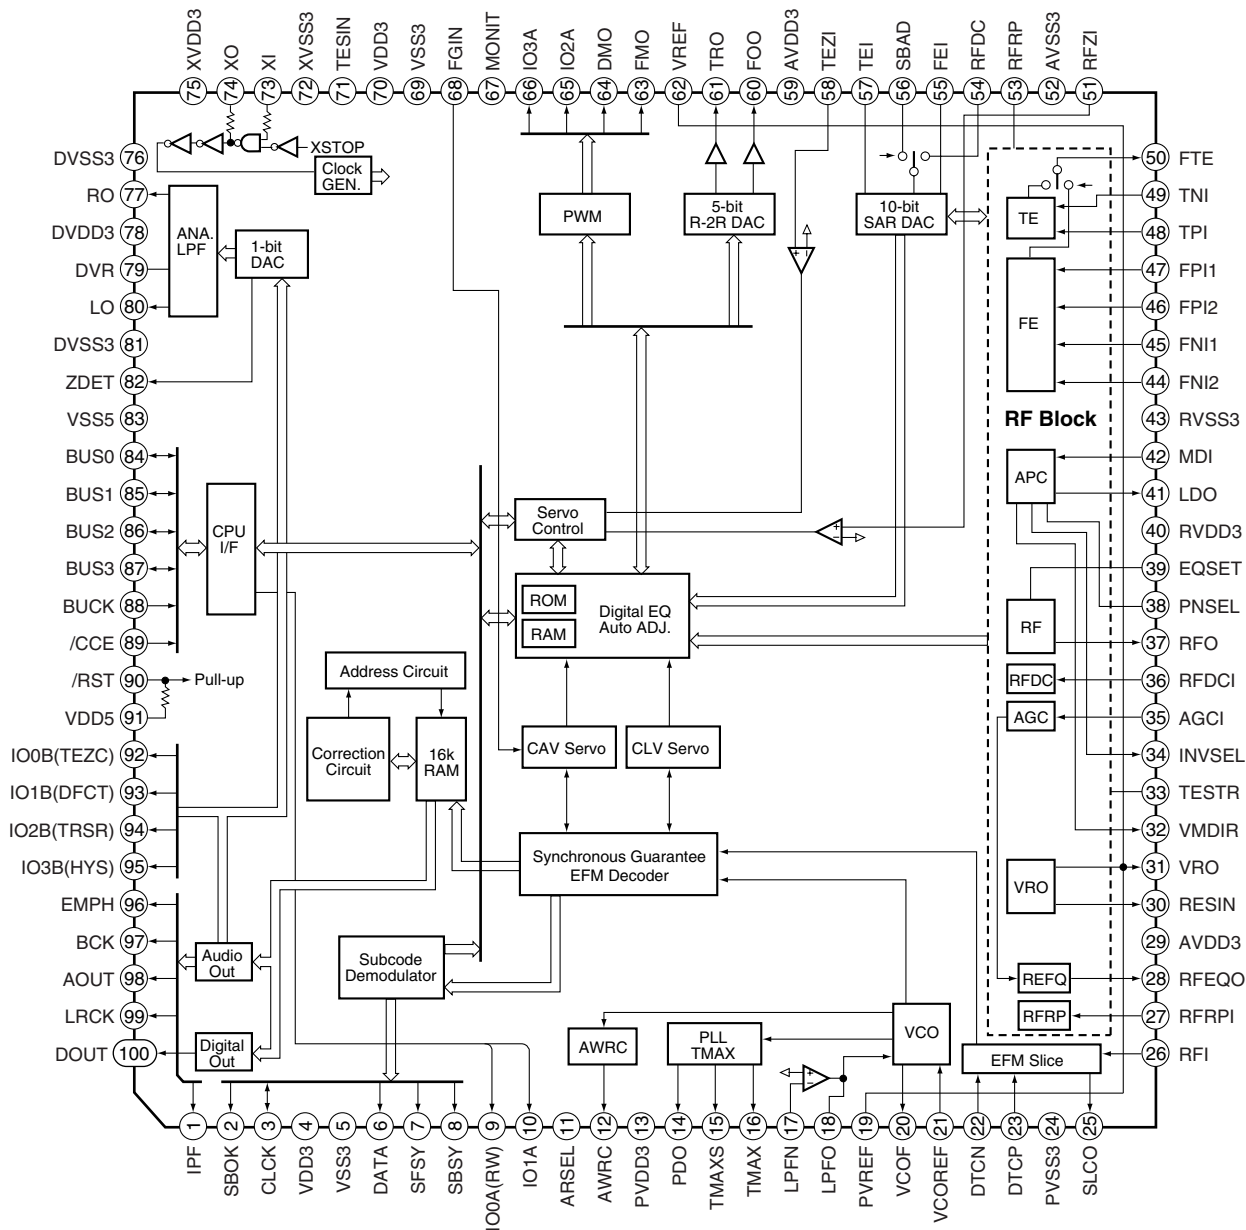 XVDD3
XO
XI
XVSS3
TESIN
VDD3
VSS3
FGIN
MONIT
IO3A
IO2A
DMO
FMO
VREF
TRO
FOO
AVDD3
TEZI
TEI
SBAD
FEI
RFDC
RFRP
AVSS3
RFZI
75
74
73
72
71
70
69
68
67
66
65
64
63
62
61
60
59
58
57
56
55
54
53
52
51
DVSS3 76
RO 77
DVDD3 78
DVR 79
LO 80
DVSS3 81
ZDET 82
VSS5 83
BUS0 84
BUS1 85
BUS2 86
BUS3 87
BUCK 88
/CCE 89
/RST 90
VDD5 91
IO0B(TEZC) 92
IO1B(DFCT) 93
IO2B(TRSR) 94
IO3B(HYS) 95
EMPH 96
BCK 97
AOUT 98
LRCK 99
DOUT 100
XSTOP
Clock
GEN.
ANA.
LPF
1-bit
DAC
PWM
5-bit
R-2R DAC
10-bit
SAR DAC
+
−
CPU
I/F
Servo
Control
+
−
ROM
RAM
Digital EQ
Auto ADJ.
Pull-up
Address Circuit
Correction
Circuit
16k
RAM
CAV Servo
CLV Servo
Synchronous Guarantee
EFM Decoder
Audio
Out
Subcode
Demodulator
Digital
Out
AWRC
PLL
TMAX
+
−
VCO
EFM Slice
TE
FE
RF Block
APC
RF
RFDC
AGC
VRO
REFQ
RFRP
50 FTE
49 TNI
48 TPI
47 FPI1
46 FPI2
45 FNI1
44 FNI2
43 RVSS3
42 MDI
41 LDO
40 RVDD3
39 EQSET
38 PNSEL
37 RFO
36 RFDCI
35 AGCI
34 INVSEL
33 TESTR
32 VMDIR
31 VRO
30 RESIN
29 AVDD3
28 RFEQO
27 RFRPI
26 RFI
1
2
3
4
5
6
7
8
9
10
11
12
13
14
15
16
17
18
19
20
21
22
23
24
25
IPF
SBOK
CLCK
VDD3
VSS3
DATA
SFSY
SBSY
IO0A(RW)
IO1A
ARSEL
AWRC
PVDD3
PDO
TMAXS
TMAX
LPFN
LPFO
PVREF
VCOF
VCOREF
DTCN
DTCP
PVSS3
SLCO